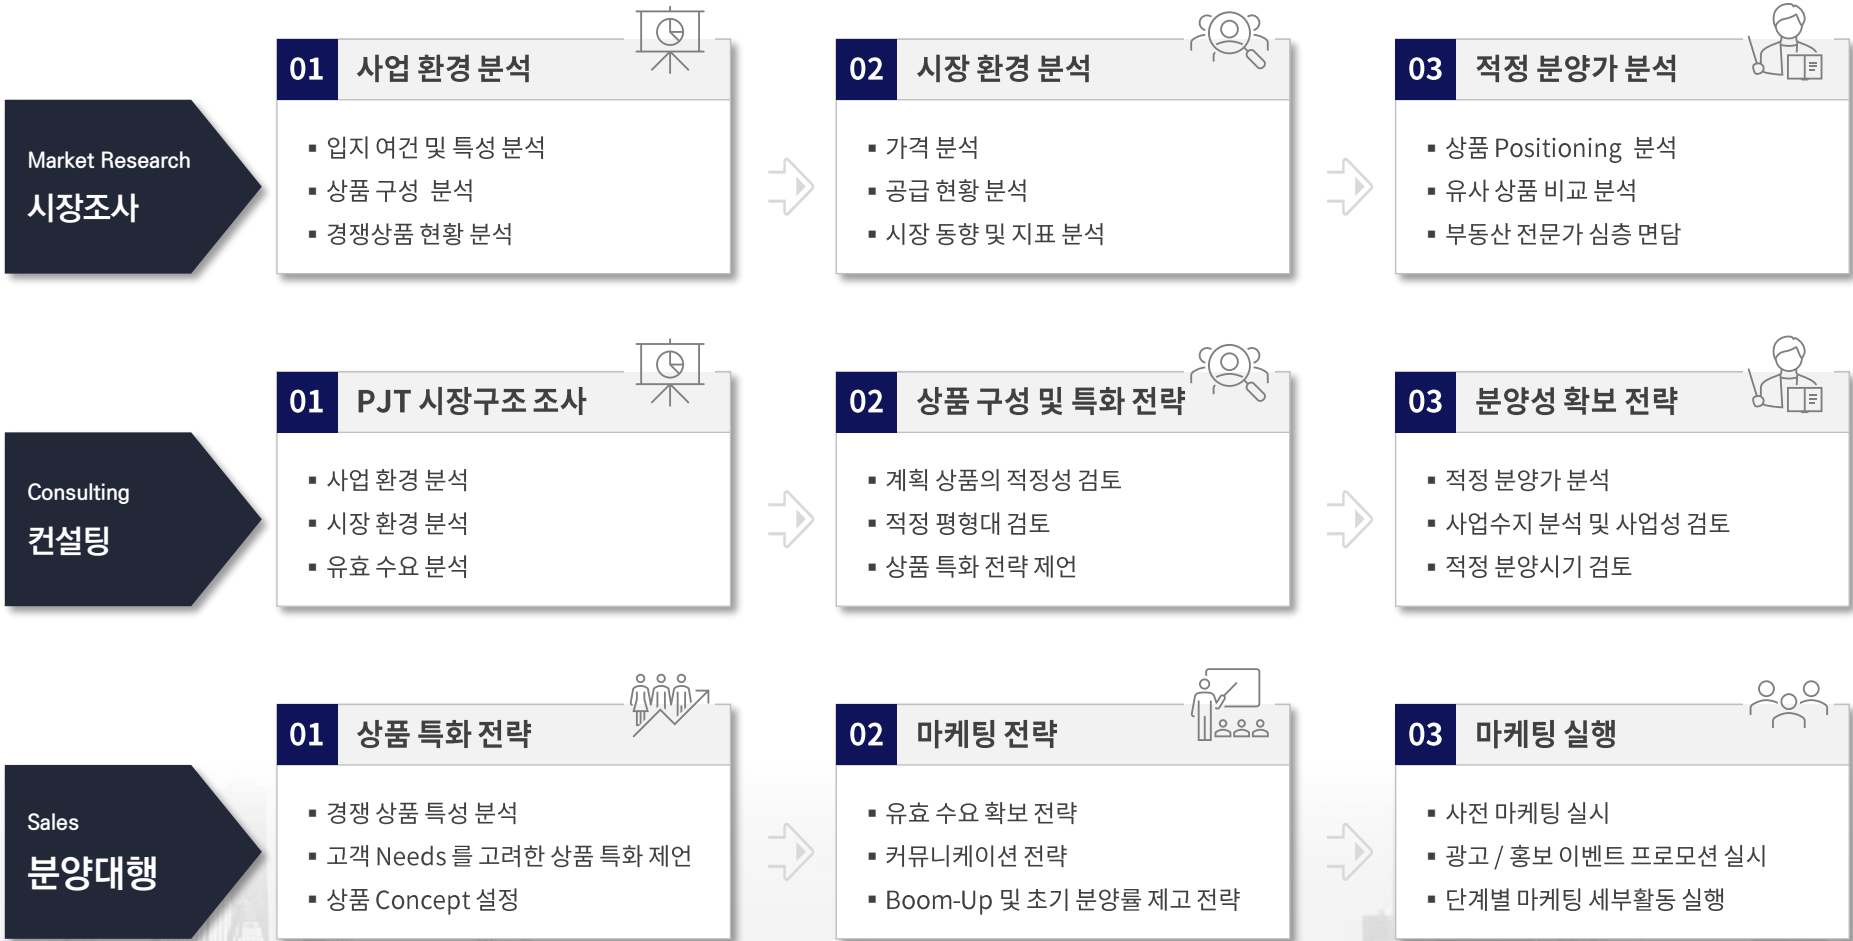 Market Research
시장조사
01 사업 환경 분석
▪ 입지 여건 및 특성 분석
▪ 상품 구성 분석
▪ 경쟁상품 현황 분석
02 시장 환경 분석
▪ 가격 분석
▪ 공급 현황 분석
▪ 시장 동향 및 지표 분석
03 적정 분양가 분석
▪ 상품 Positioning 분석
▪ 유사 상품 비교 분석
▪ 부동산 전문가 심층 면담
Consulting
컨설팅
01 PJT 시장구조 조사
▪ 사업 환경 분석
▪ 시장 환경 분석
▪ 유효 수요 분석
02 상품 구성 및 특화 전략
▪ 계획 상품의 적정성 검토
▪ 적정 평형대 검토
▪ 상품 특화 전략 제언
03 분양성 확보 전략
▪ 적정 분양가 분석
▪ 사업수지 분석 및 사업성 검토
▪ 적정 분양시기 검토
Sales
분양대행
01 상품 특화 전략
▪ 경쟁 상품 특성 분석
▪ 고객 Needs 를 고려한 상품 특화 제언
▪ 상품 Concept 설정
02 마케팅 전략
▪ 유효 수요 확보 전략
▪ 커뮤니케이션 전략
▪ Boom-Up 및 초기 분양률 제고 전략
03 마케팅 실행
▪ 사전 마케팅 실시
▪ 광고 / 홍보 이벤트 프로모션 실시
▪ 단계별 마케팅 세부활동 실행